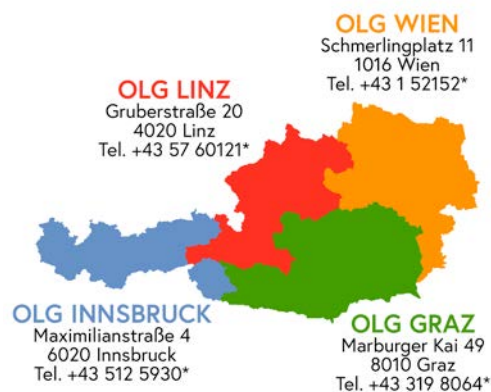 OLG WIEN
Schmerlingplatz 11
1016 Wien
Tel. +43 1 52152*
OLG LINZ
Gruberstraße 20
4020 Linz
Tel. +43 57 60121*
OLG INNSBRUCK
Maximilianstraße 4
6020 Innsbruck
Tel. +43 512 5930*
OLG GRAZ
Marburger Kai 49
8010 Graz
Tel. +43 319 8064*